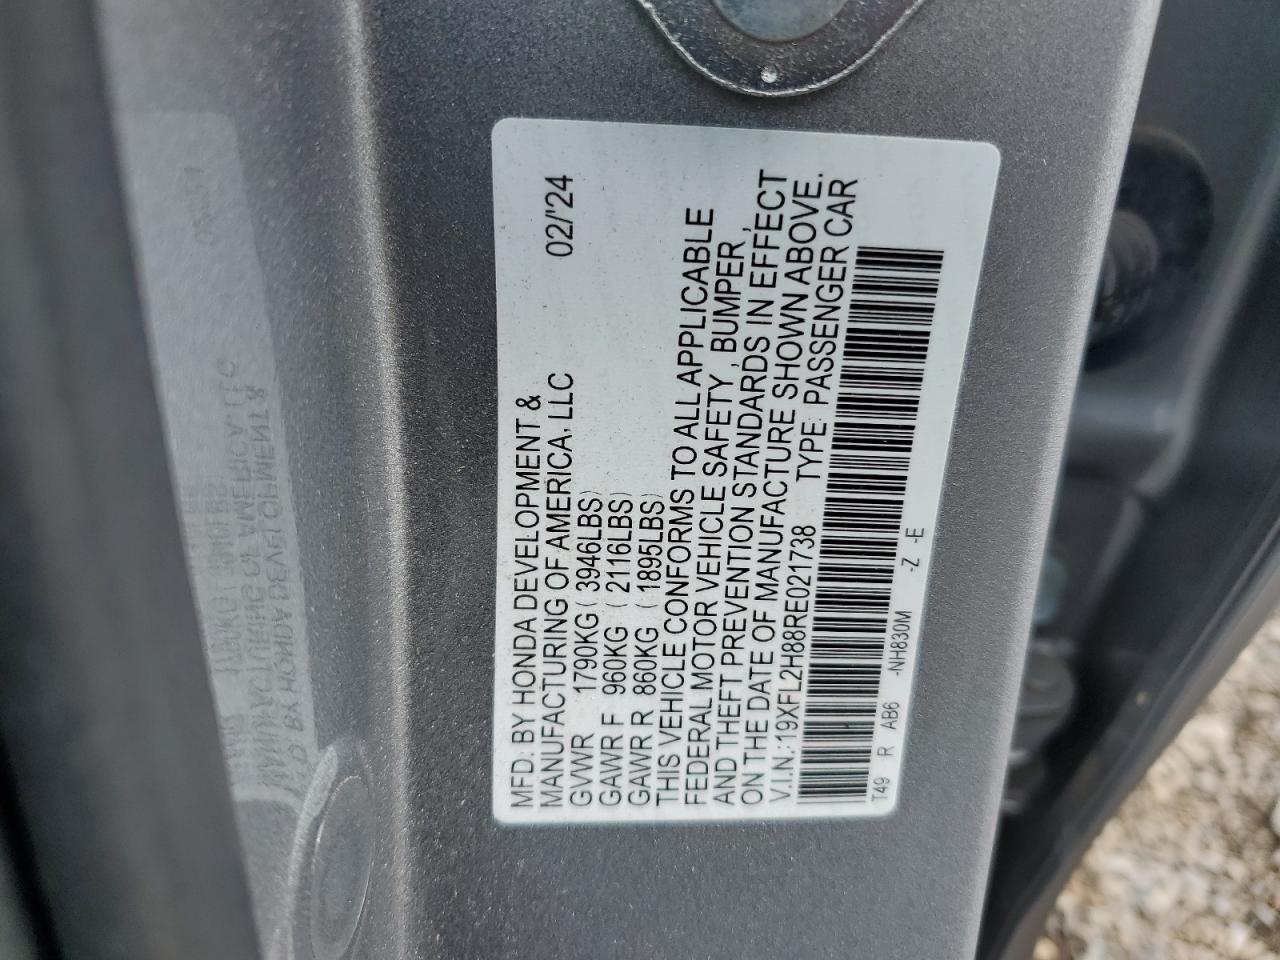 MFD. BY HONDA DEVELOPMENT &
MANUFACTURING OF AMERICA, LLC 02/'24
GVWR 1790KG ( 3946LBS)
GAWR F 960KG ( 2116LBS)
GAWR R 860KG ( 1895LBS)
THIS VEHICLE CONFORMS TO ALL APPLICABLE
FEDERAL MOTOR VEHICLE SAFETY, BUMPER,
AND THEFT PREVENTION STANDARDS IN EFFECT
ON THE DATE OF MANUFACTURE SHOWN ABOVE.
V.I.N.:19XFL2H88RE021738 TYPE: PASSENGER CAR
T49 R AB6 -NH830M -Z -E